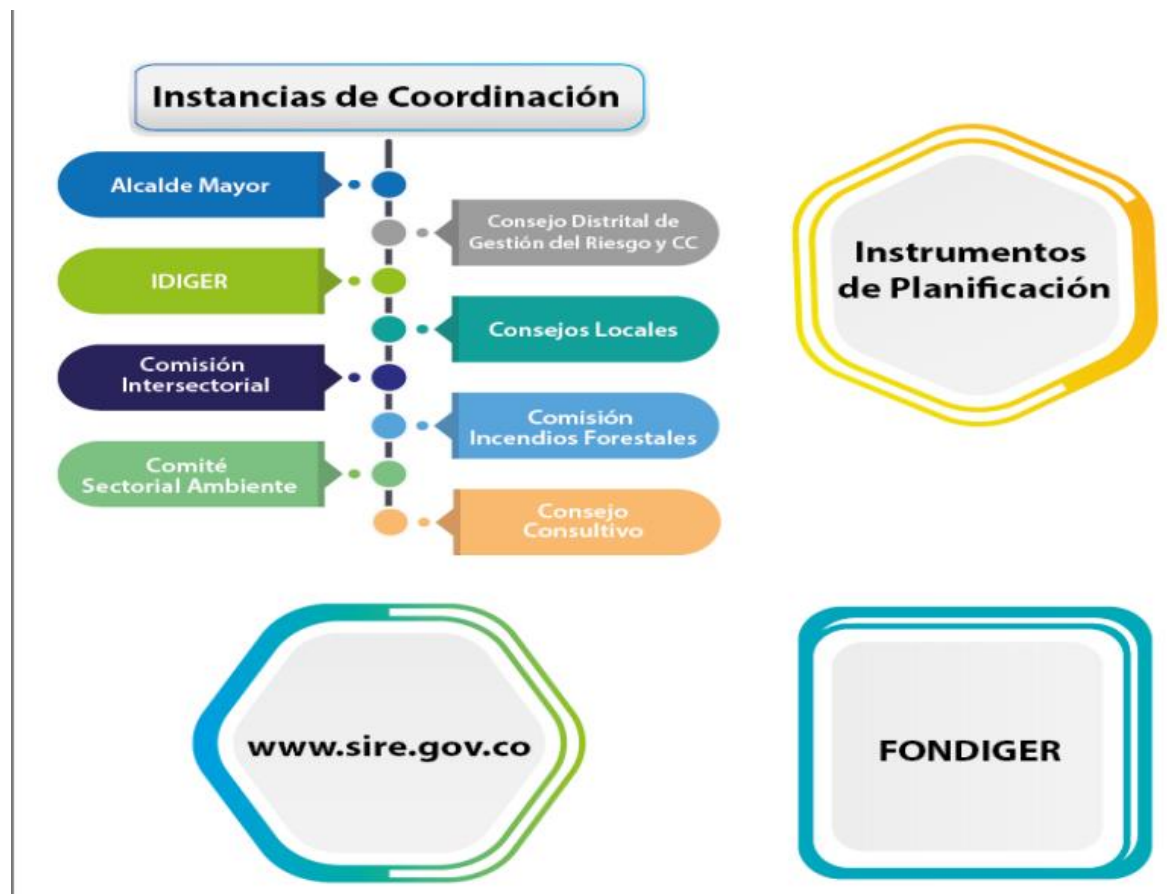 Instancias de Coordinación
Alcalde Mayor
Consejo Distrital de
Gestión del Riesgo y CC
IDIGER
Consejos Locales
Comisión
Intersectorial
Comisión
Incendios Forestales
Comité
Sectorial Ambiente
Consejo
Consultivo
Instrumentos
de Planificación
www.sire.gov.co
FONDIGER